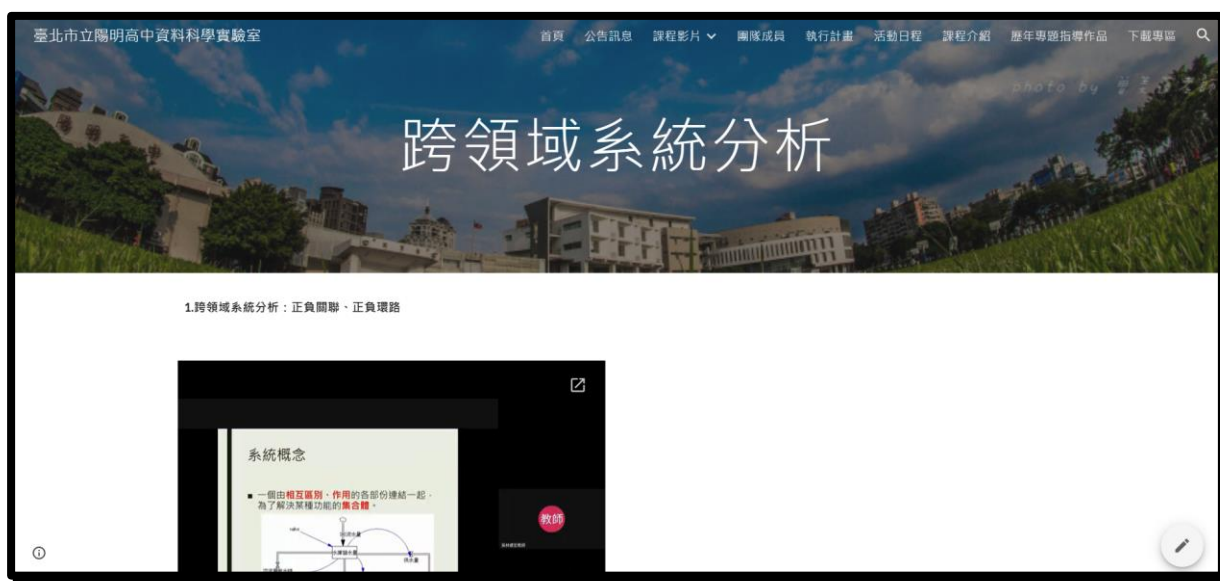 臺北市立陽明高中資料科學實驗室
首頁 公告訊息 課程影片 團隊成員 執行計畫 活動日程 課程介紹 歷年專題指導作品 下載專區
photo by
跨領域系統分析
1.跨領域系統分析：正負關聯、正負環路
系統概念
■ 一個由相互區別、作用的各部份連結一起，
為了解決某種功能的集合體。
教師